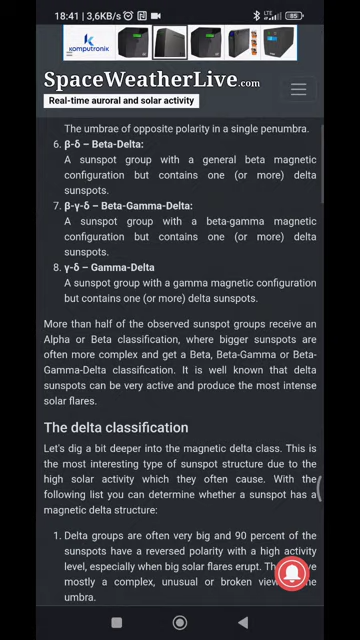 18:41 | 3,6KB/s
85
komputronik
SpaceWeatherLive.com
Real-time auroral and solar activity
The umbrae of opposite polarity in a single penumbra.
6. β-δ – Beta-Delta:
A sunspot group with a general beta magnetic
configuration but contains one (or more) delta
sunspots.
7. β-γ-δ – Beta-Gamma-Delta:
A sunspot group with a beta-gamma magnetic
configuration but contains one (or more) delta
sunspots.
8. γ-δ – Gamma-Delta
A sunspot group with a gamma magnetic configuration
but contains one (or more) delta sunspots.
More than half of the observed sunspot groups receive an
Alpha or Beta classification, where bigger sunspots are
often more complex and get a Beta, Beta-Gamma or Beta-
Gamma-Delta classification. It is well known that delta
sunspots can be very active and produce the most intense
solar flares.
The delta classification
Let's dig a bit deeper into the magnetic delta class. This is
the most interesting type of sunspot structure due to the
high solar activity which they often cause. With the
following list you can determine whether a sunspot has a
magnetic delta structure:
1. Delta groups are often very big and 90 percent of the
sunspots have a reversed polarity with a high activity
level, especially when big solar flares erupt. Th ve
mostly a complex, unusual or broken view he
umbra.